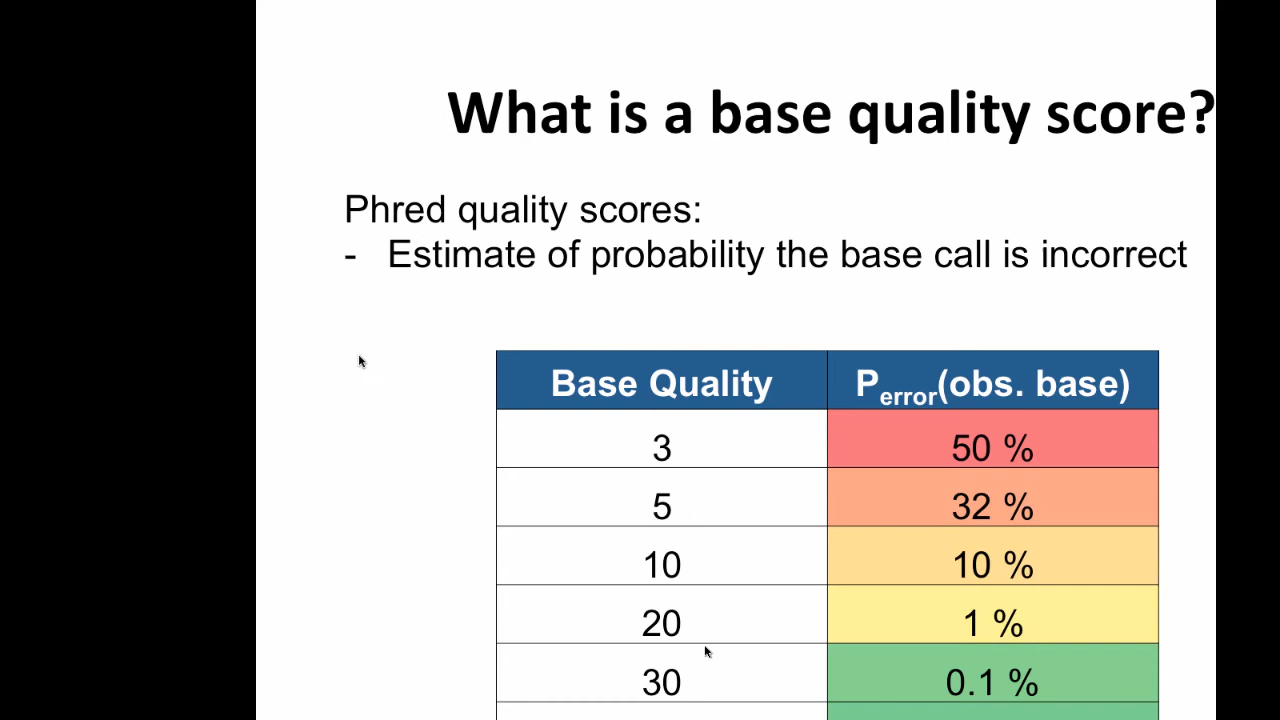 What is a base quality score?
Phred quality scores:
- Estimate of probability the base call is incorrect
Base Quality Perror(obs. base)
3 50 %
5 32 %
10 10 %
20 1 %
30 0.1 %